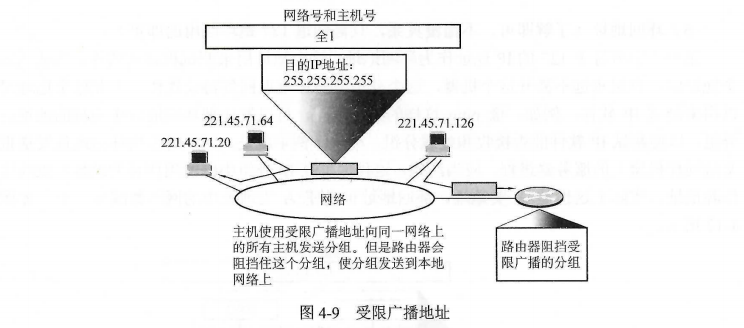 网络号和主机号
全1
目的IP地址:
255.255.255.255
221.45.71.64
221.45.71.126
221.45.71.20
网络
主机使用受限广播地址向同一网络上
的所有主机发送分组。但是路由器会
阻挡住这个分组，使分组发送到本地
网络上
路由器阻挡受
限广播的分组
图 4-9 受限广播地址